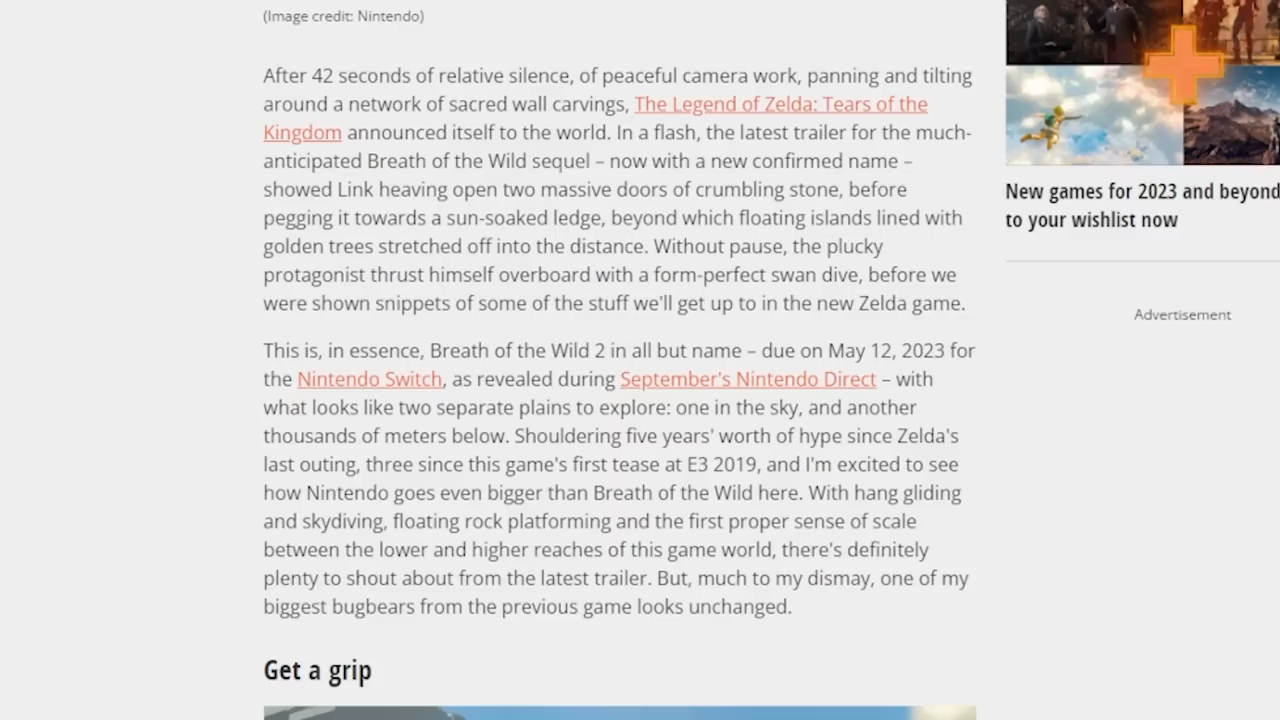 (Image credit: Nintendo)
After 42 seconds of relative silence, of peaceful camera work, panning and tilting
around a network of sacred wall carvings, The Legend of Zelda: Tears of the
Kingdom announced itself to the world. In a flash, the latest trailer for the much-
anticipated Breath of the Wild sequel – now with a new confirmed name –
showed Link heaving open two massive doors of crumbling stone, before
pegging it towards a sun-soaked ledge, beyond which floating islands lined with
golden trees stretched off into the distance. Without pause, the plucky
protagonist thrust himself overboard with a form-perfect swan dive, before we
were shown snippets of some of the stuff we'll get up to in the new Zelda game.
This is, in essence, Breath of the Wild 2 in all but name – due on May 12, 2023 for
the Nintendo Switch, as revealed during September's Nintendo Direct – with
what looks like two separate plains to explore: one in the sky, and another
thousands of meters below. Shouldering five years' worth of hype since Zelda's
last outing, three since this game's first tease at E3 2019, and I'm excited to see
how Nintendo goes even bigger than Breath of the Wild here. With hang gliding
and skydiving, floating rock platforming and the first proper sense of scale
between the lower and higher reaches of this game world, there's definitely
plenty to shout about from the latest trailer. But, much to my dismay, one of my
biggest bugbears from the previous game looks unchanged.
Get a grip
New games for 2023 and beyond
to your wishlist now
Advertisement